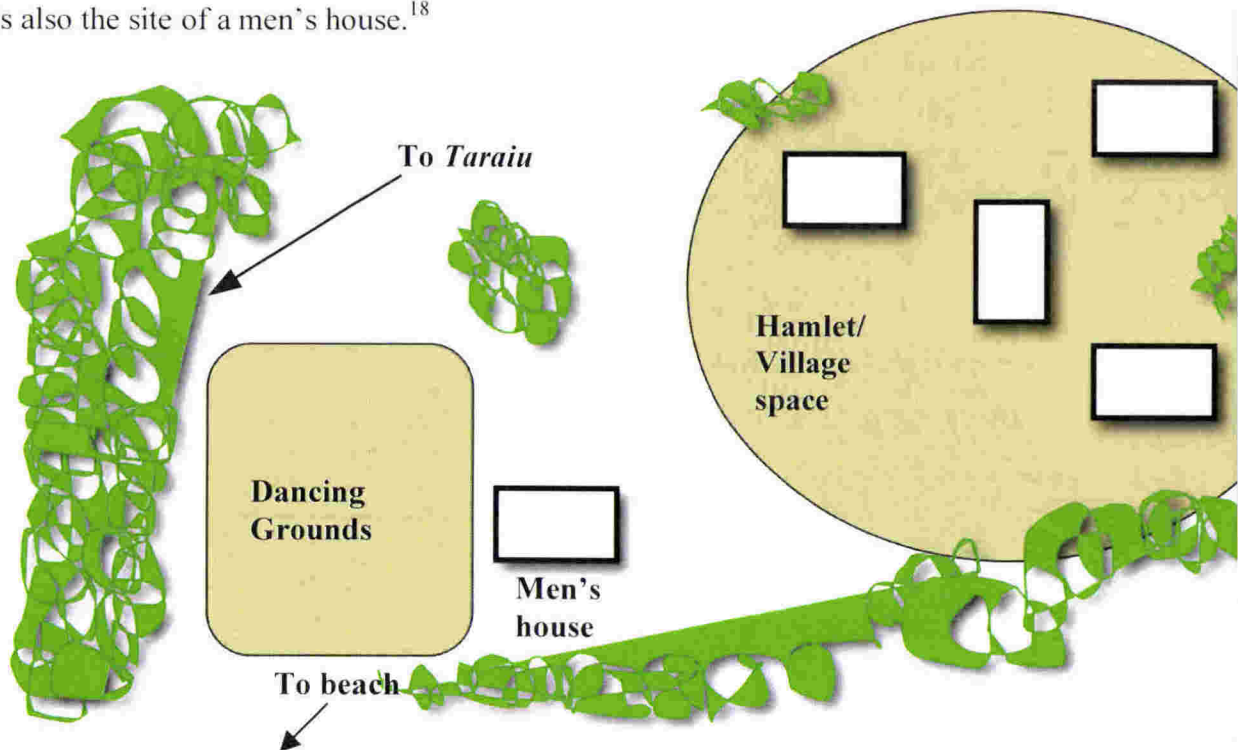 s also the site of a men's house.18
To Taraiu
Hamlet/
Village
space
Dancing
Grounds
Men's
house
To beach